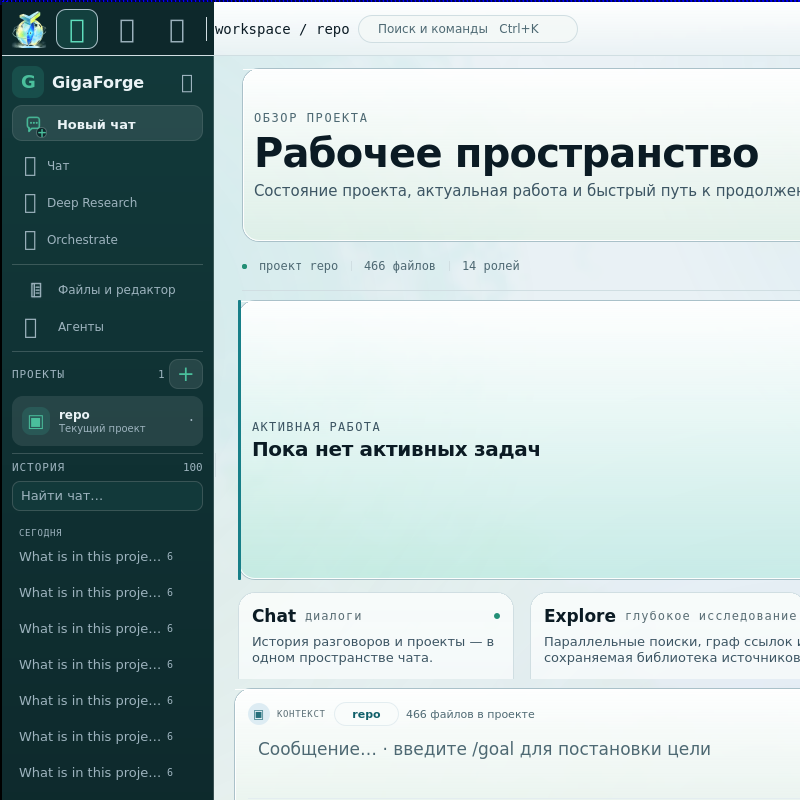 workspace / repo
Поиск и команды Ctrl+K
G GigaForge
Новый чат
Чат
Deep Research
Orchestrate
Файлы и редактор
Агенты
ПРОЕКТЫ 1 +
repo
Текущий проект
ИСТОРИЯ 100
Найти чат…
СЕГОДНЯ
What is in this proje… 6
What is in this proje… 6
What is in this proje… 6
What is in this proje… 6
What is in this proje… 6
What is in this proje… 6
What is in this proje… 6
ОБЗОР ПРОЕКТА
Рабочее пространство
Состояние проекта, актуальная работа и быстрый путь к продолжен
проект repo 466 файлов 14 ролей
АКТИВНАЯ РАБОТА
Пока нет активных задач
Chat диалоги
История разговоров и проекты — в
одном пространстве чата.
Explore глубокое исследование
Параллельные поиски, граф ссылок и
сохраняемая библиотека источников
КОНТЕКСТ repo 466 файлов в проекте
Сообщение… · введите /goal для постановки цели